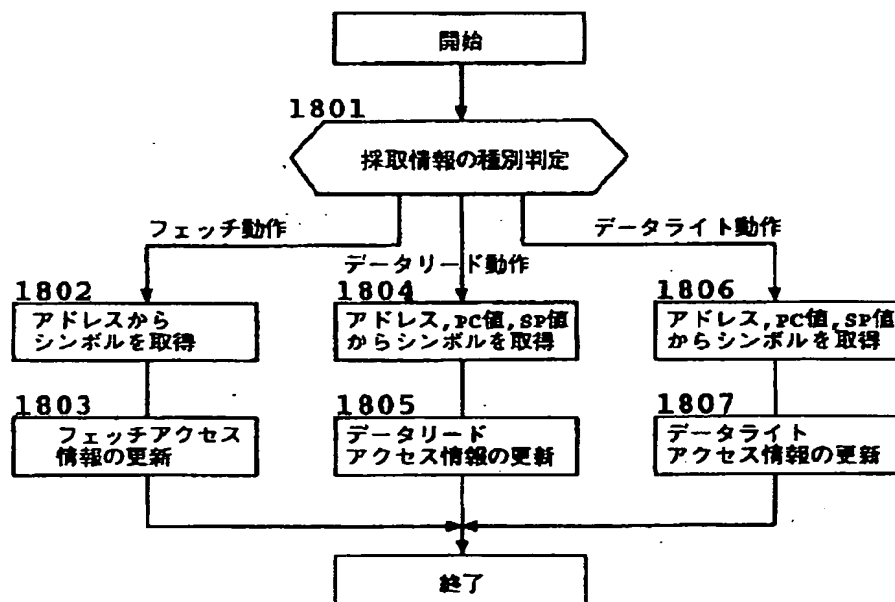 開始
1801
採取情報の種別判定
フェッチ動作
データリード動作
データライト動作
1802
アドレスから
シンボルを取得
1804
アドレス,PC値,SP値
からシンボルを取得
1806
アドレス,PC値,SP値
からシンボルを取得
1803
フェッチアクセス
情報の更新
1805
データリード
アクセス情報の更新
1807
データライト
アクセス情報の更新
終了